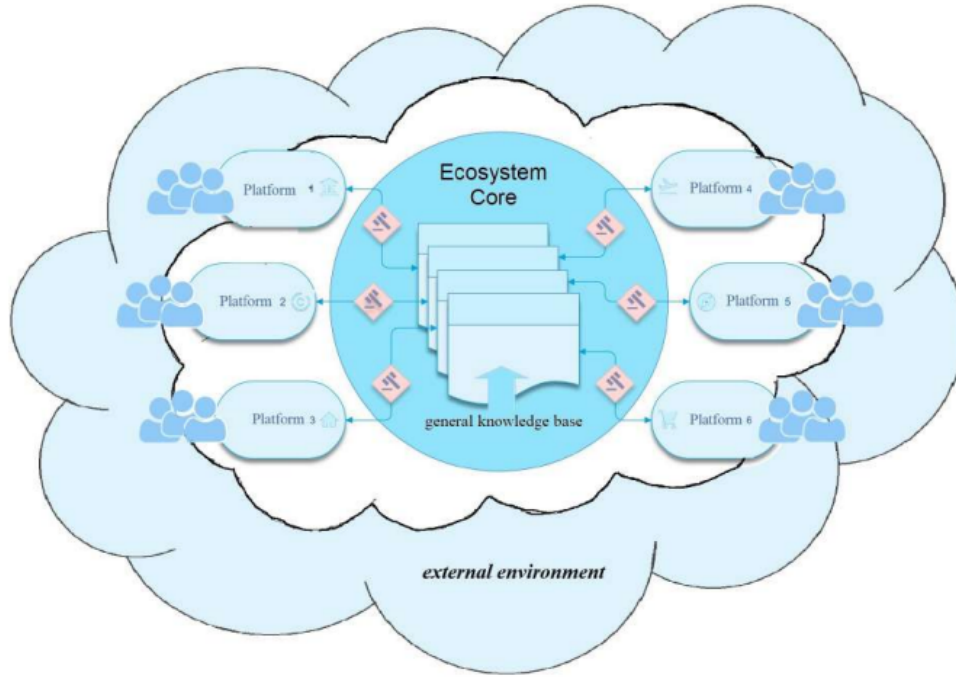 Ecosystem
Core
Platform 1
Platform 4
Platform 2
Platform 5
Platform 3
Platform 6
general knowledge base
external environment